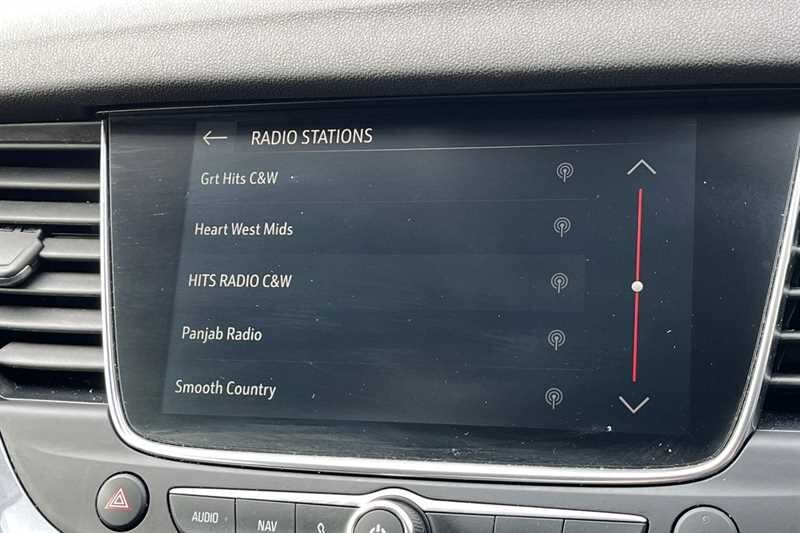 RADIO STATIONS
Grt Hits C&W
Heart West Mids
HITS RADIO C&W
Panjab Radio
Smooth Country
AUDIO
NAV